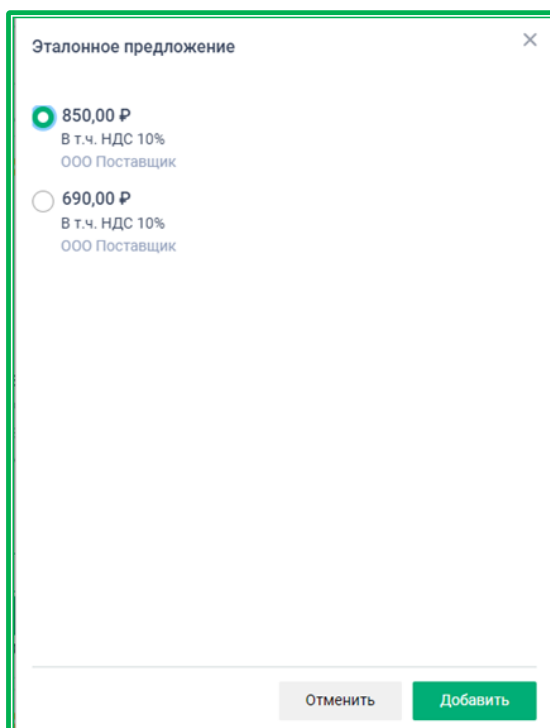 Эталонное предложение
850,00 ₽
В т.ч. НДС 10%
ООО Поставщик
690,00 ₽
В т.ч. НДС 10%
ООО Поставщик
Отменить
Добавить